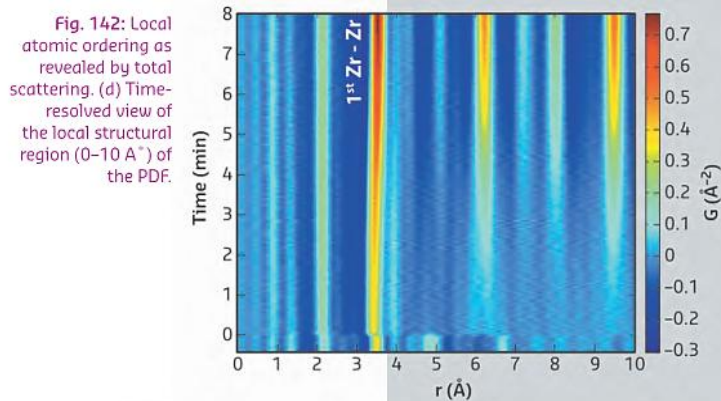 Fig. 142: Local
atomic ordering as
revealed by total
scattering. (d) Time-
resolved view of
the local structural
region (0–10 A˚) of
the PDF.
1st Zr - Zr
Time (min)
8
7
6
5
4
3
2
1
0
0 1 2 3 4 5 6 7 8 9 10
r (Å)
0.7
0.6
0.5
0.4
0.3
0.2
0.1
0
−0.1
−0.2
−0.3
G (Å-2)